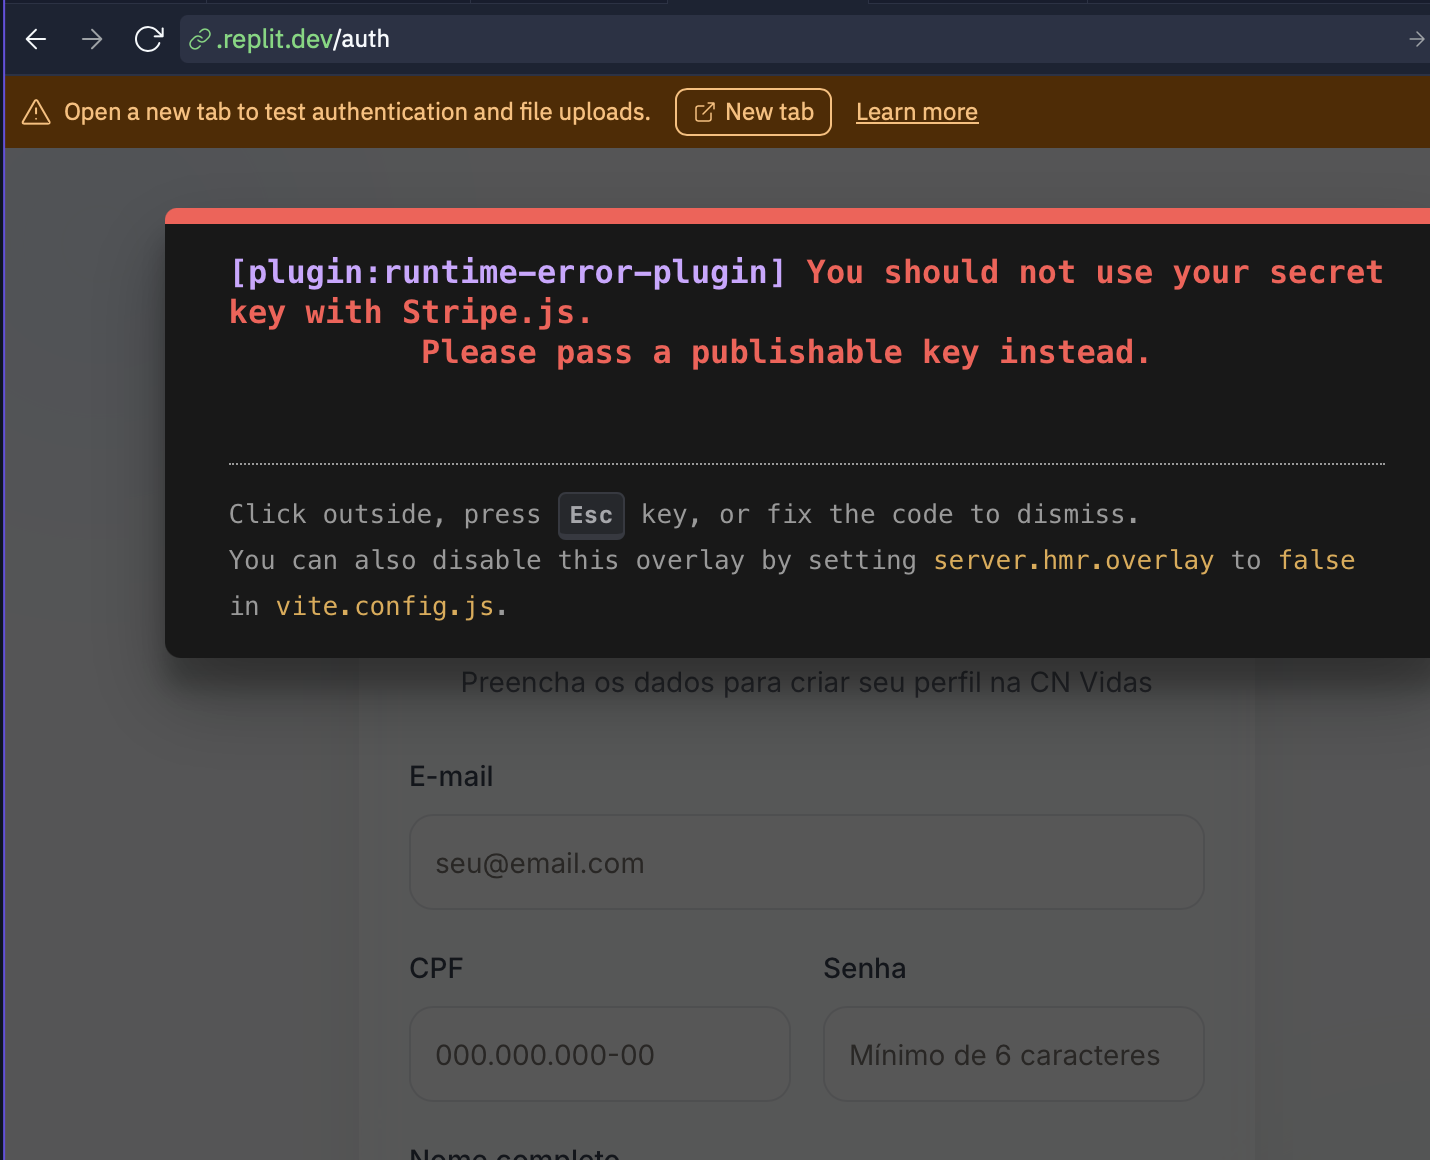 .replit.dev/auth
Open a new tab to test authentication and file uploads. New tab Learn more
[plugin:runtime-error-plugin] You should not use your secret
key with Stripe.js.
Please pass a publishable key instead.
Click outside, press Esc key, or fix the code to dismiss.
You can also disable this overlay by setting server.hmr.overlay to false
in vite.config.js.
Preencha os dados para criar seu perfil na CN Vidas
E-mail
seu@email.com
CPF Senha
000.000.000-00 Mínimo de 6 caracteres
Nome completo